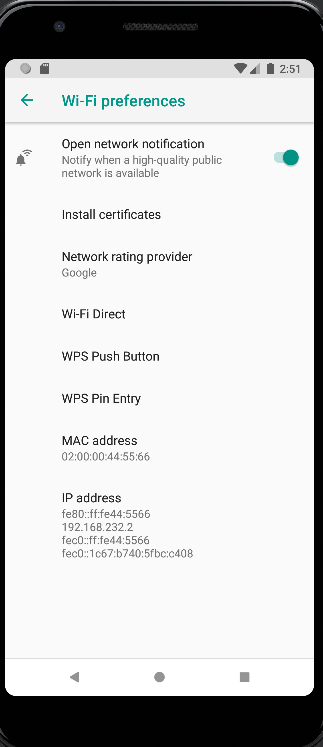 2:51
Wi-Fi preferences
Open network notification
Notify when a high-quality public
network is available
Install certificates
Network rating provider
Google
Wi-Fi Direct
WPS Push Button
WPS Pin Entry
MAC address
02:00:00:44:55:66
IP address
fe80::ff:fe44:5566
192.168.232.2
fec0::ff:fe44:5566
fec0::1c67:b740:5fbc:c408